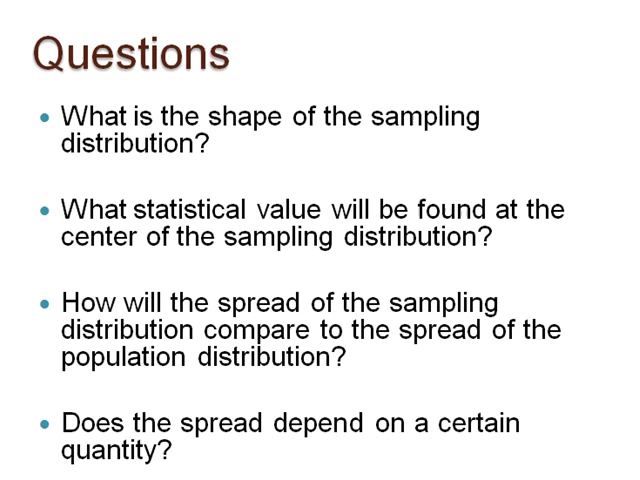 Questions
What is the shape of the sampling
distribution?
What statistical value will be found at the
center of the sampling distribution?
How will the spread of the sampling
distribution compare to the spread of the
population distribution?
Does the spread depend on a certain
quantity?